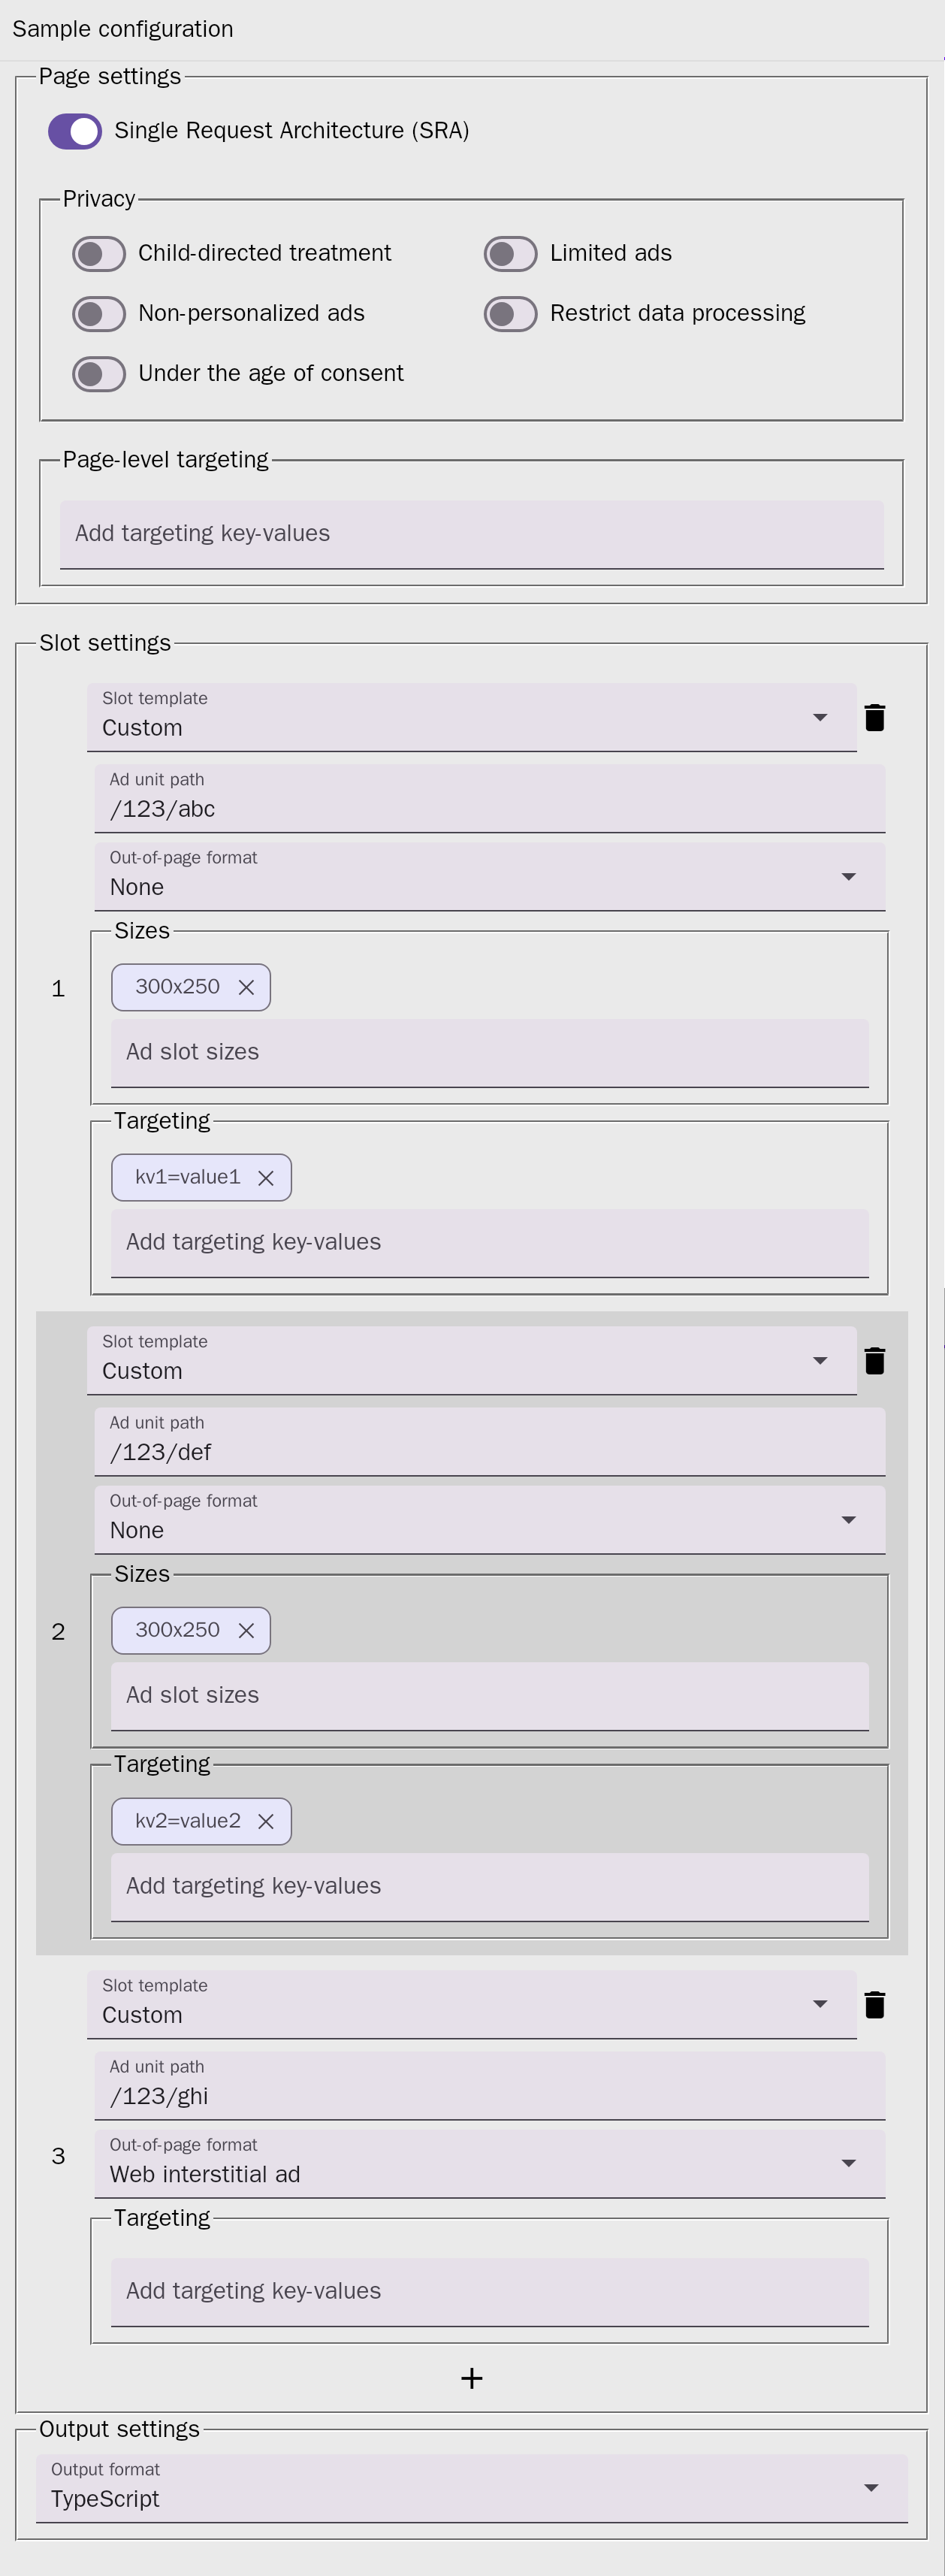 Sample configuration
Page settings
Single Request Architecture (SRA)
Privacy
Child-directed treatment
Limited ads
Non-personalized ads
Restrict data processing
Under the age of consent
Page-level targeting
Add targeting key-values
Slot settings
Slot template
Custom
Ad unit path
/123/abc
Out-of-page format
None
Sizes
1
300x250
Ad slot sizes
Targeting
kv1=value1
Add targeting key-values
Slot template
Custom
Ad unit path
/123/def
Out-of-page format
None
Sizes
2
300x250
Ad slot sizes
Targeting
kv2=value2
Add targeting key-values
Slot template
Custom
Ad unit path
/123/ghi
3
Out-of-page format
Web interstitial ad
Targeting
Add targeting key-values
Output settings
Output format
TypeScript